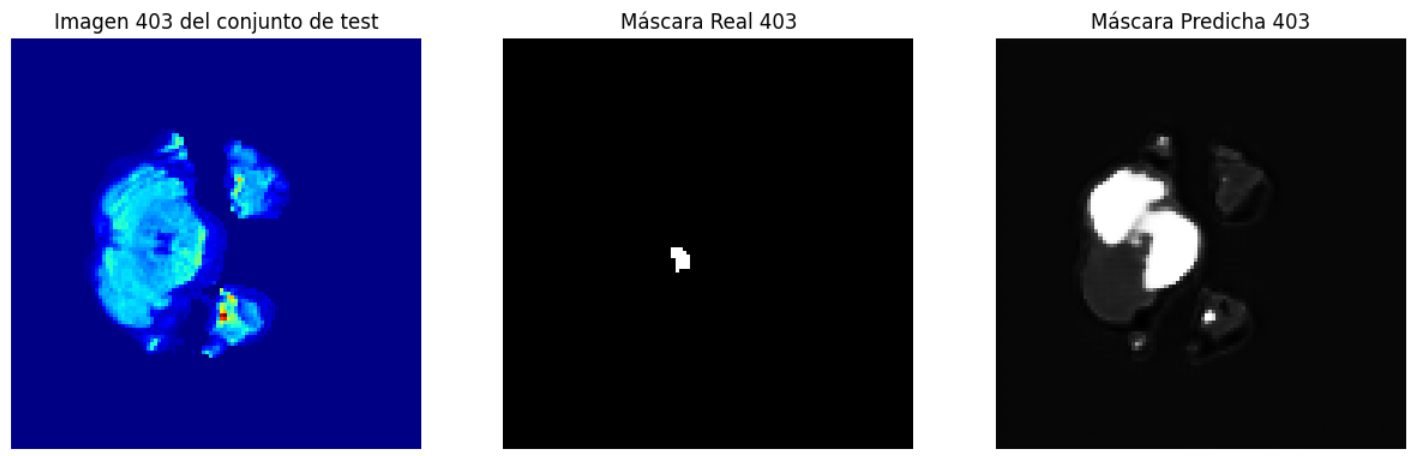 Imagen 403 del conjunto de test
Máscara Real 403
Máscara Predicha 403